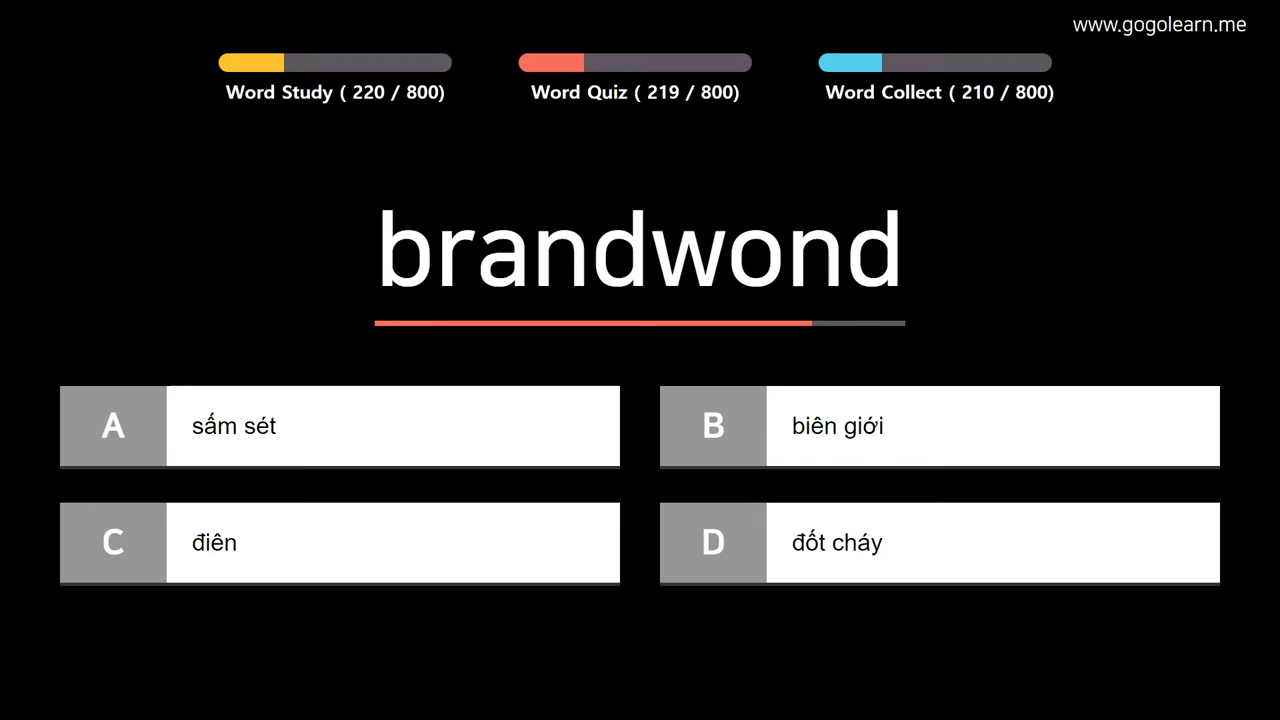 www.gogolearn.me
Word Study ( 220 / 800)
Word Quiz ( 219 / 800)
Word Collect ( 210 / 800)
brandwond
A sấm sét
B biên giới
C điên
D đốt cháy